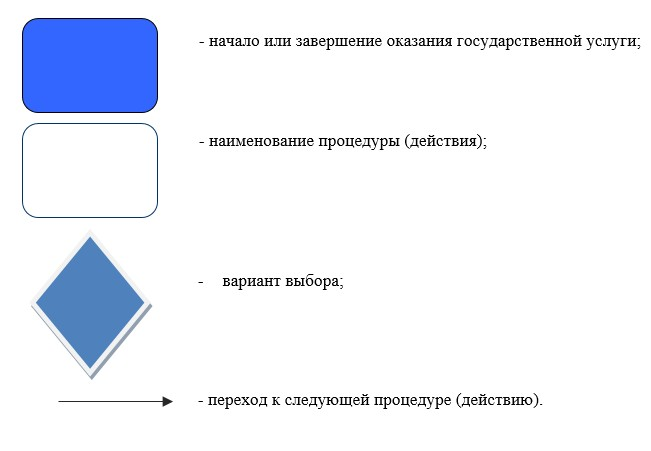 - начало или завершение оказания государственной услуги;
- наименование процедуры (действия);
- вариант выбора;
- переход к следующей процедуре (действию).